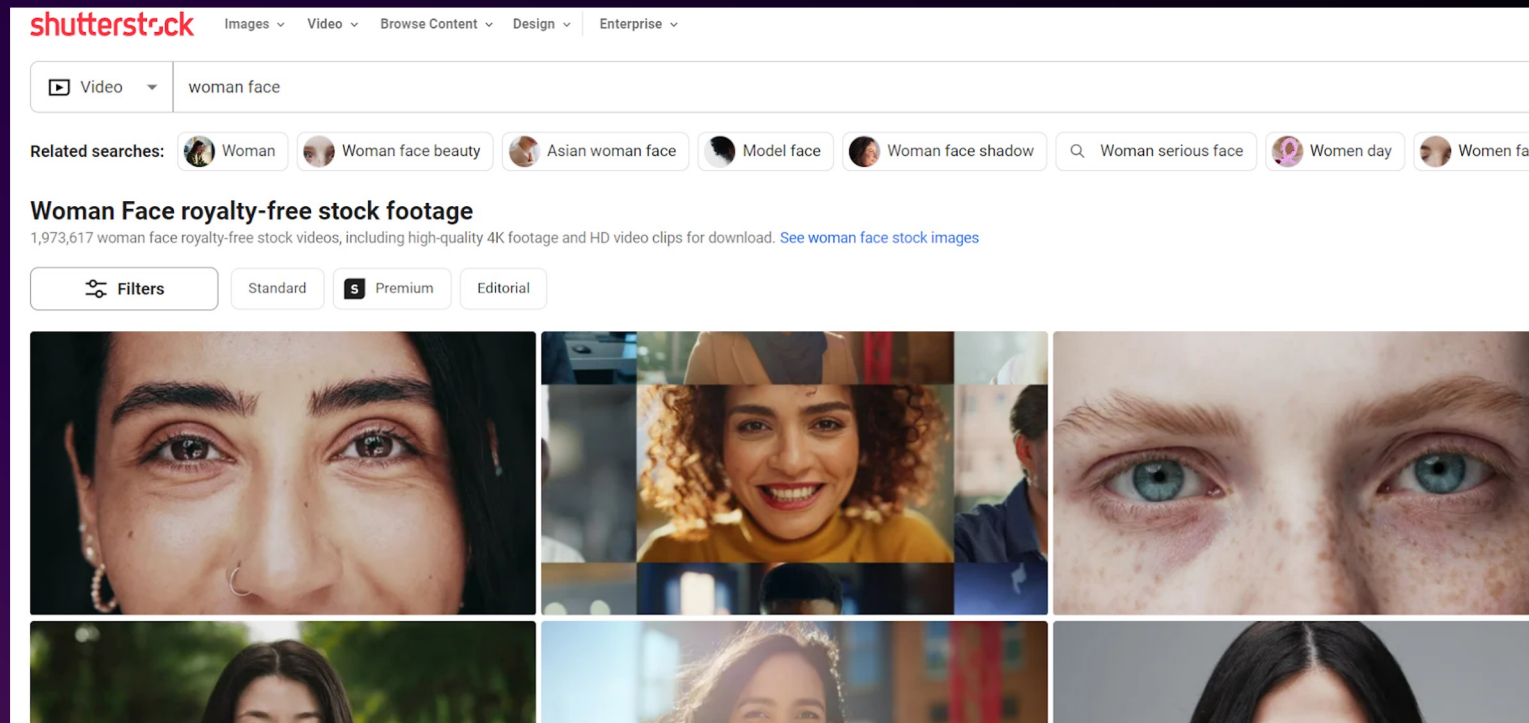 shutterstock Images Video Browse Content Design Enterprise
Video woman face
Related searches: Woman Woman face beauty Asian woman face Model face Woman face shadow Woman serious face Women day Women fa
Woman Face royalty-free stock footage
1,973,617 woman face royalty-free stock videos, including high-quality 4K footage and HD video clips for download. See woman face stock images
Filters Standard S Premium Editorial